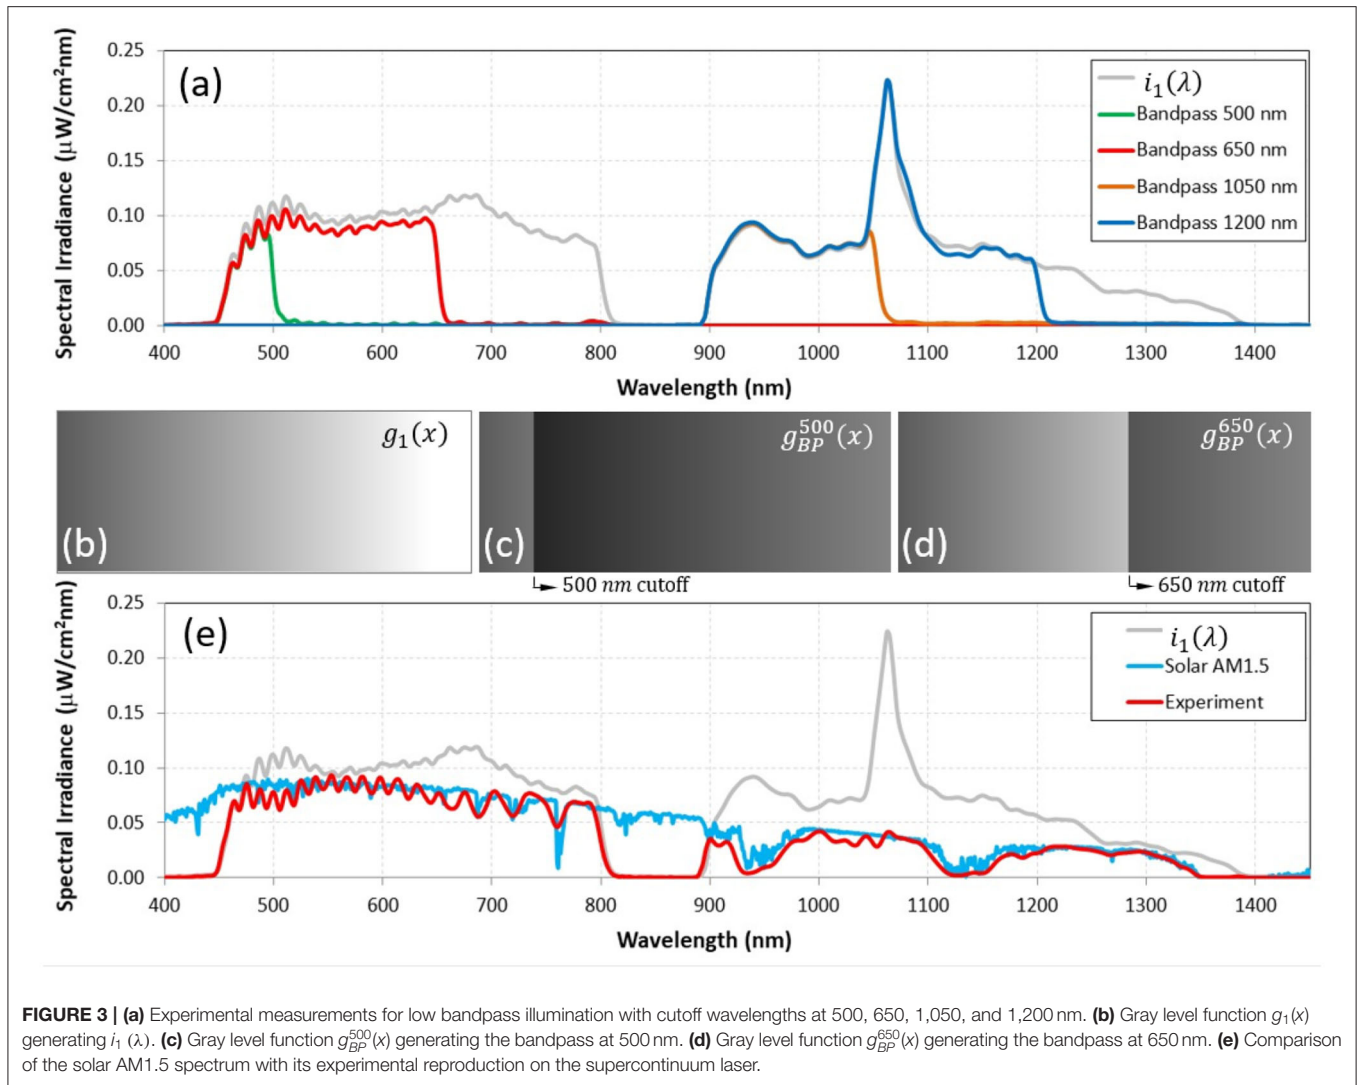 Spectral Irradiance (µW/cm²nm)
0.25
0.20
0.15
0.10
0.05
0.00
(a)
i₁(λ)
Bandpass 500 nm
Bandpass 650 nm
Bandpass 1050 nm
Bandpass 1200 nm
400 500 600 700 800 900 1000 1100 1200 1300 1400
Wavelength (nm)
g₁(x)
(b)
g_BP^500(x)
(c)
g_BP^650(x)
(d)
500 nm cutoff
650 nm cutoff
Spectral Irradiance (µW/cm²nm)
0.25
0.20
0.15
0.10
0.05
0.00
(e)
i₁(λ)
Solar AM1.5
Experiment
400 500 600 700 800 900 1000 1100 1200 1300 1400
Wavelength (nm)
FIGURE 3 | (a) Experimental measurements for low bandpass illumination with cutoff wavelengths at 500, 650, 1,050, and 1,200 nm. (b) Gray level function g₁(x)
generating i₁ (λ). (c) Gray level function g_BP^500(x) generating the bandpass at 500 nm. (d) Gray level function g_BP^650(x) generating the bandpass at 650 nm. (e) Comparison
of the solar AM1.5 spectrum with its experimental reproduction on the supercontinuum laser.